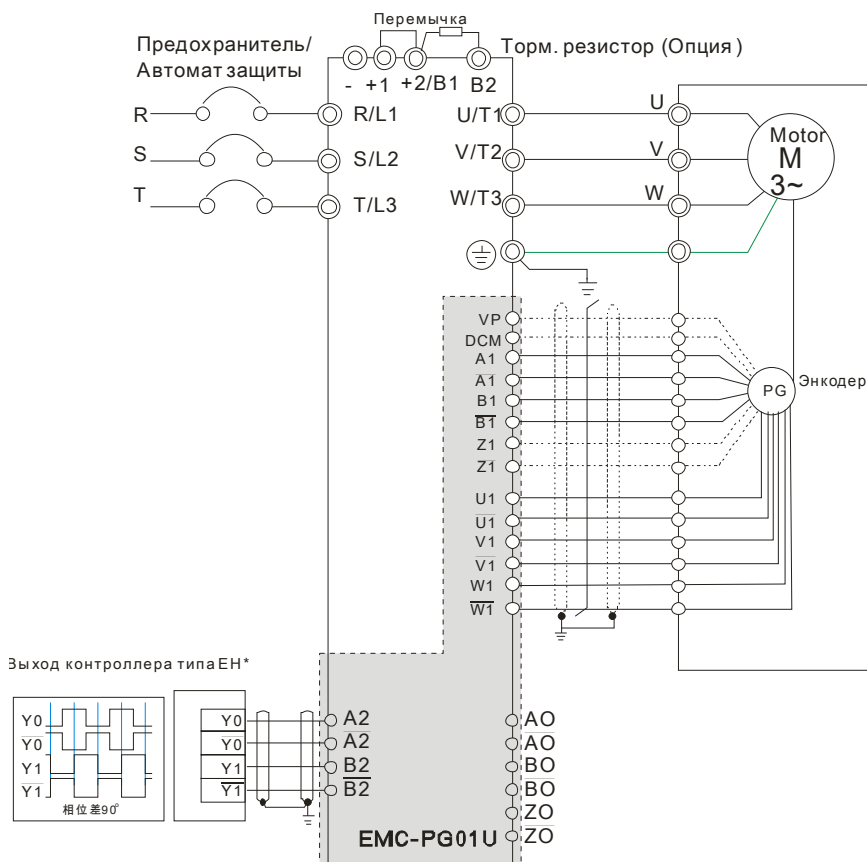 Перемычка
Предохранитель/
Автомат защиты
Торм. резистор (Опция)
- +1 +2/B1 B2
R R/L1 U/T1 U
S S/L2 V/T2 V
T T/L3 W/T3 W
Motor
M
3~
VP
DCM
A1
A1
B1
B1
Z1
Z1
U1
U1
V1
V1
W1
W1
PG
Энкодер
Выход контроллера типа EH*
Y0
Y0
Y1
Y1
相位差90°
Y0
Y0
Y1
Y1
A2
A2
B2
B2
AO
AO
BO
BO
ZO
ZO
EMC-PG01U